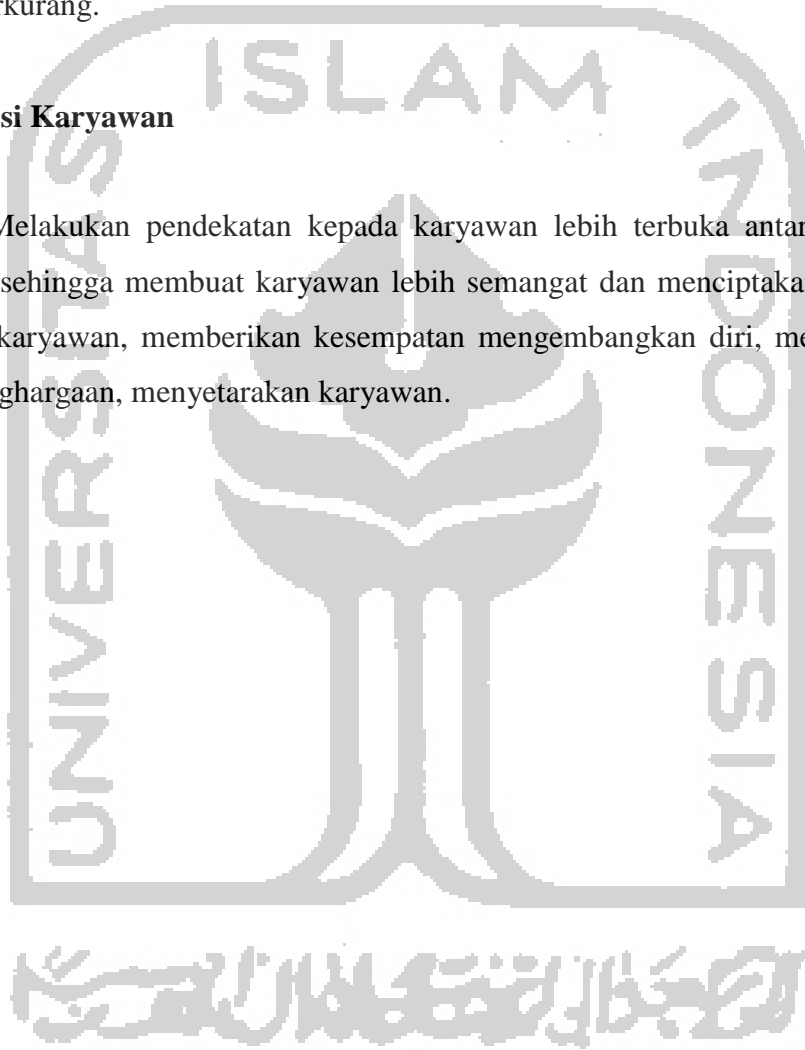 rkurang.
si Karyawan
Melakukan pendekatan kepada karyawan lebih terbuka antar
sehingga membuat karyawan lebih semangat dan menciptaka
karyawan, memberikan kesempatan mengembangkan diri, me
ghargaan, menyetarakan karyawan.
ISLAM
UNIVERSITAS
INDONESIA